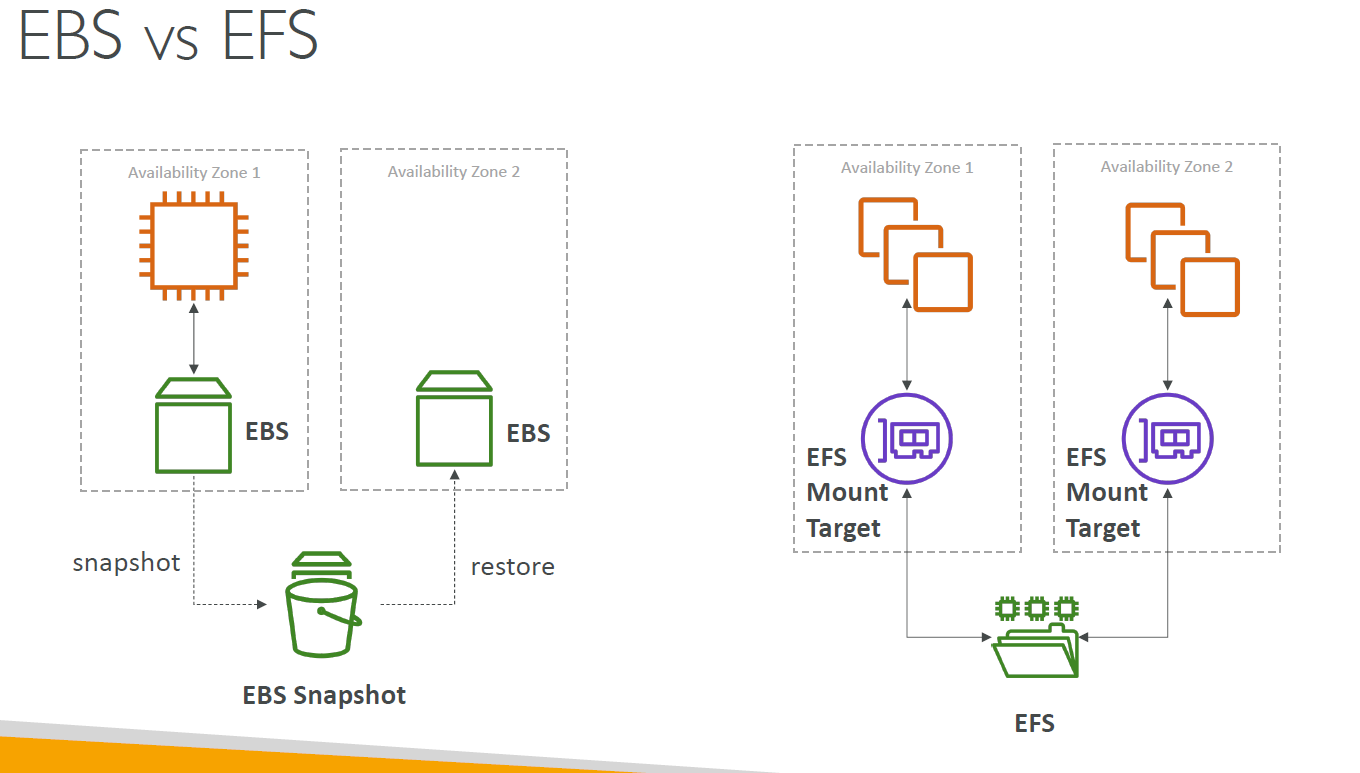 EBS vs EFS
Availability Zone 1
Availability Zone 2
EBS
EBS
snapshot
restore
EBS Snapshot
Availability Zone 1
Availability Zone 2
EFS
Mount
Target
EFS
Mount
Target
EFS